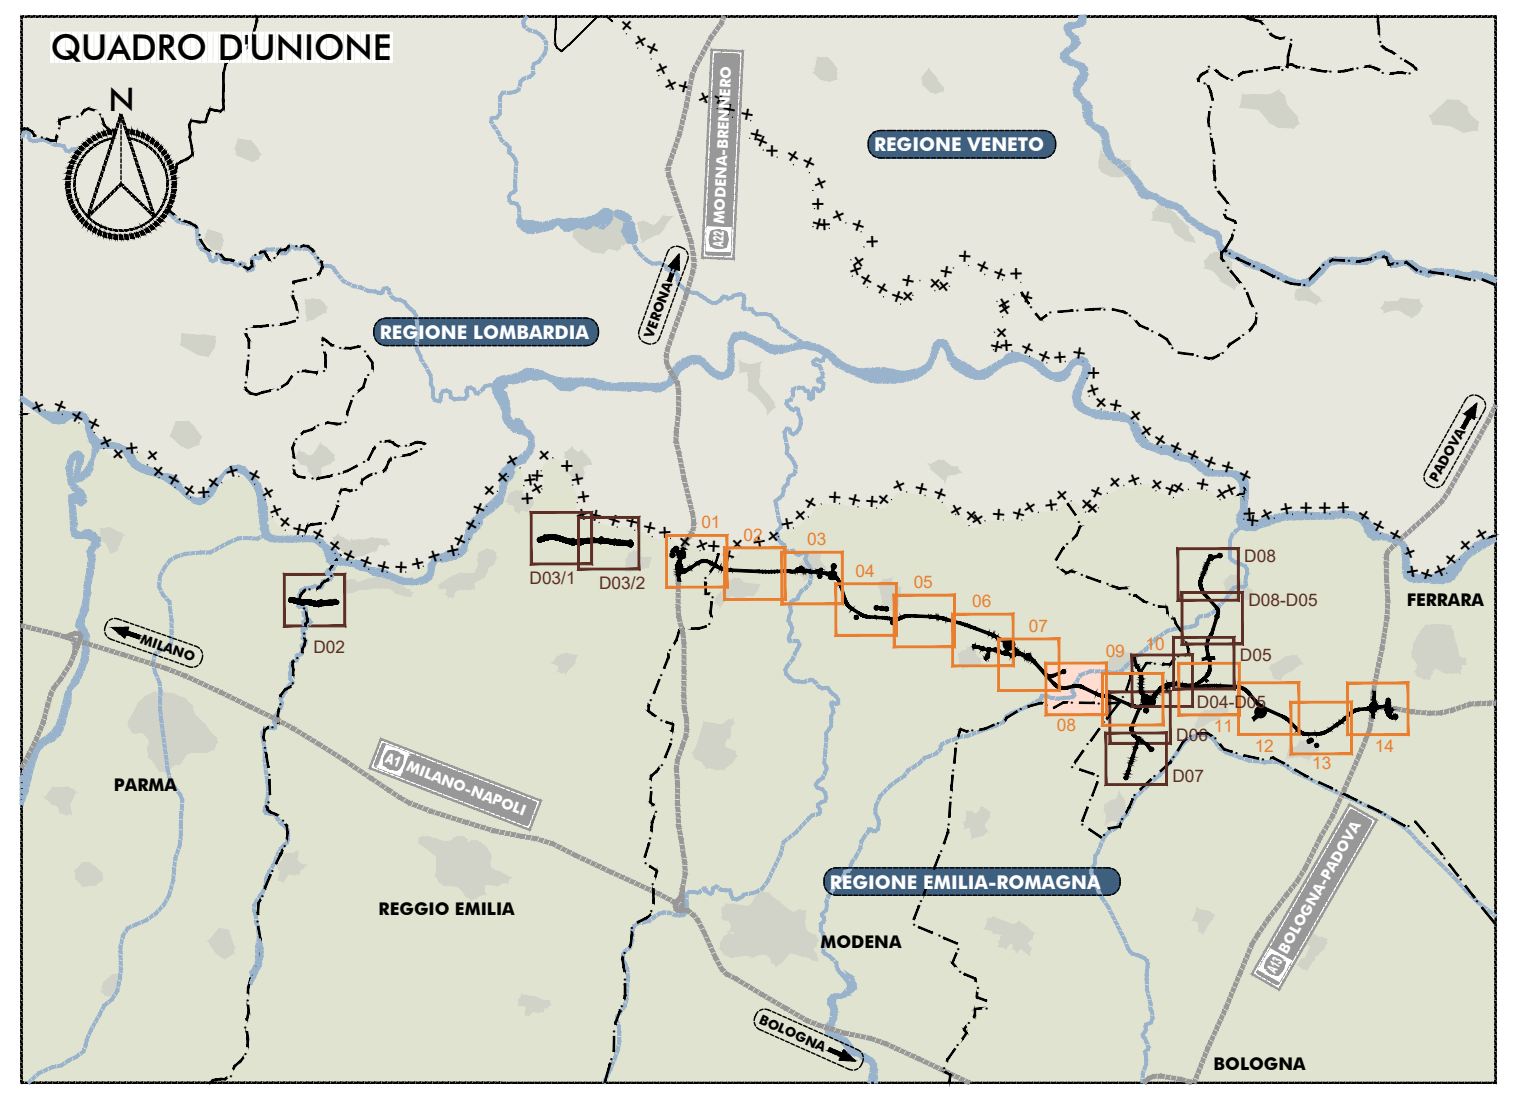 QUADRO D'UNIONE
N
A22 MODENA-BRENNERO
REGIONE VENETO
VERONA
REGIONE LOMBARDIA
PADOVA
01
02
03
04
05
06
07
08
09
10
11
12
13
14
D03/1
D03/2
D02
D08
D08-D05
D05
D04-D05
D06
D07
FERRARA
MILANO
PARMA
A1 MILANO-NAPOLI
REGGIO EMILIA
REGIONE EMILIA-ROMAGNA
MODENA
A13 BOLOGNA-PADOVA
BOLOGNA
BOLOGNA